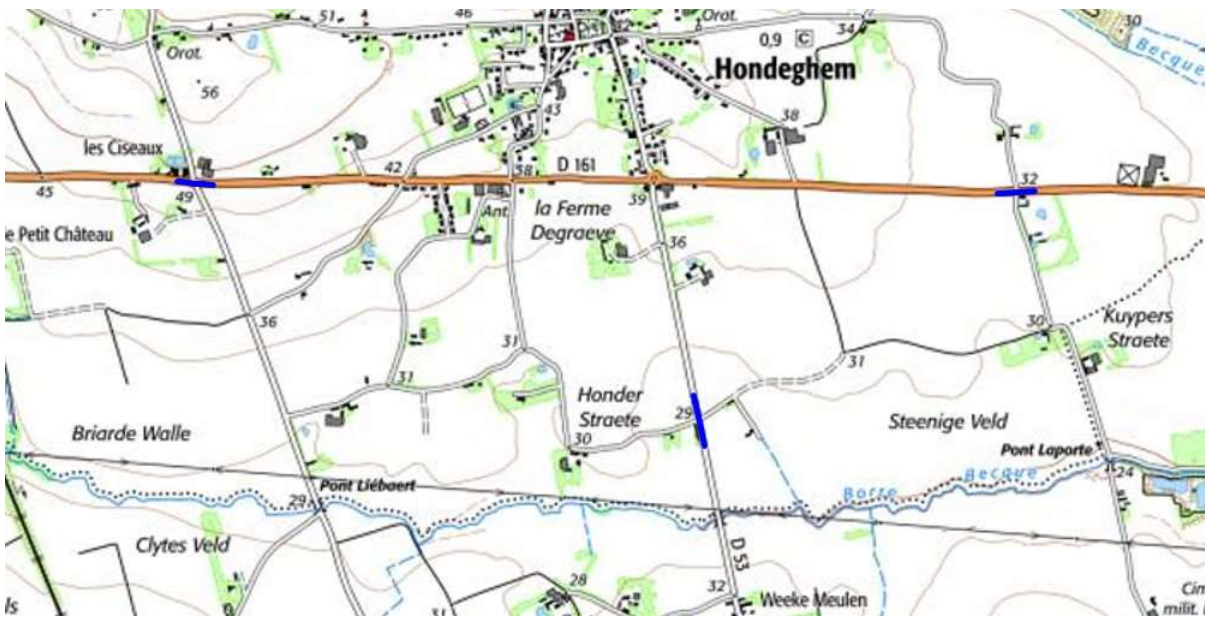 51
46
Orat.
34
30
Orat.
0,9 C
Becque
56
Hondeghem
43
38
les Ciseaux
42
38
D 161
32
45
49
Ant.
la Ferme
Degraeve
39
e Petit Château
36
36
30
Kuypers
Straete
31
31
31
Honder
Straete
29
Steenige Veld
Briarde Walle
30
Pont Laporte
24
Pont Liébaert
Borre Becque
29
Clytes Veld
D 53
28
32
Weeke Meulen
Cim
milit.
ls
31